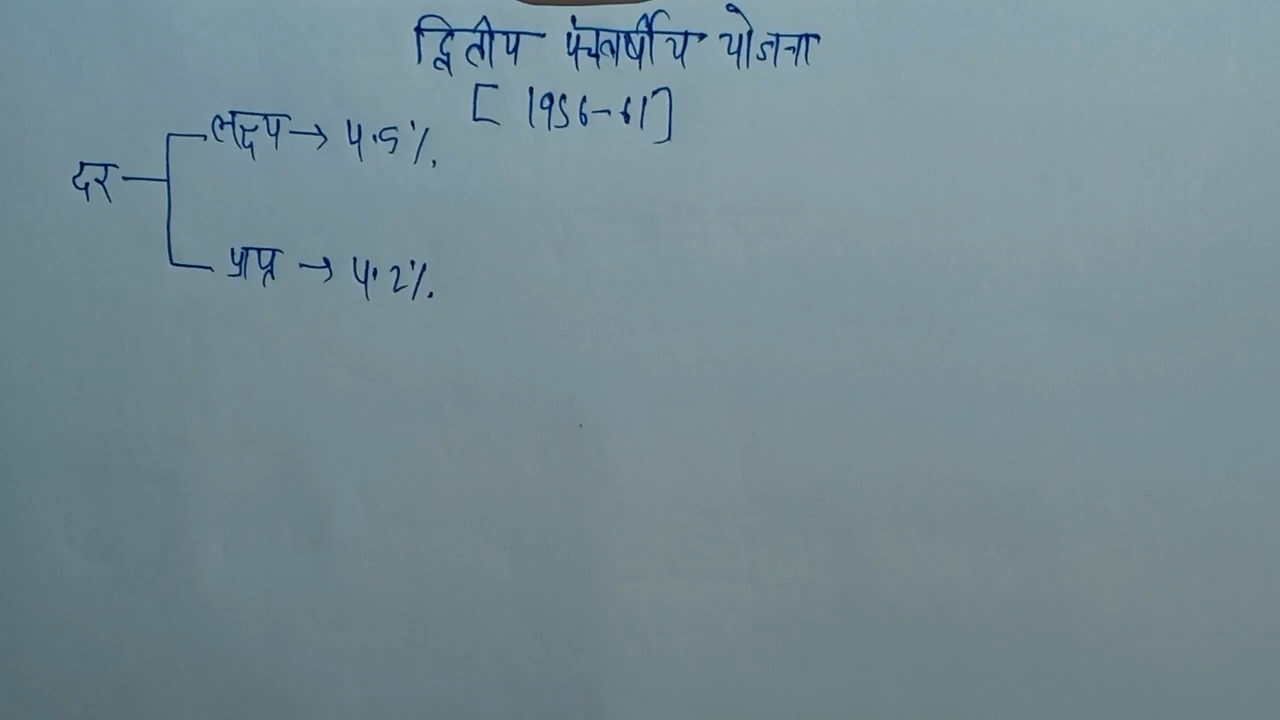 द्वितीय पंचवर्षीय योजना
[ 1956-61]
लक्ष्य → 4.5%
दर
प्राप्त → 4.2%